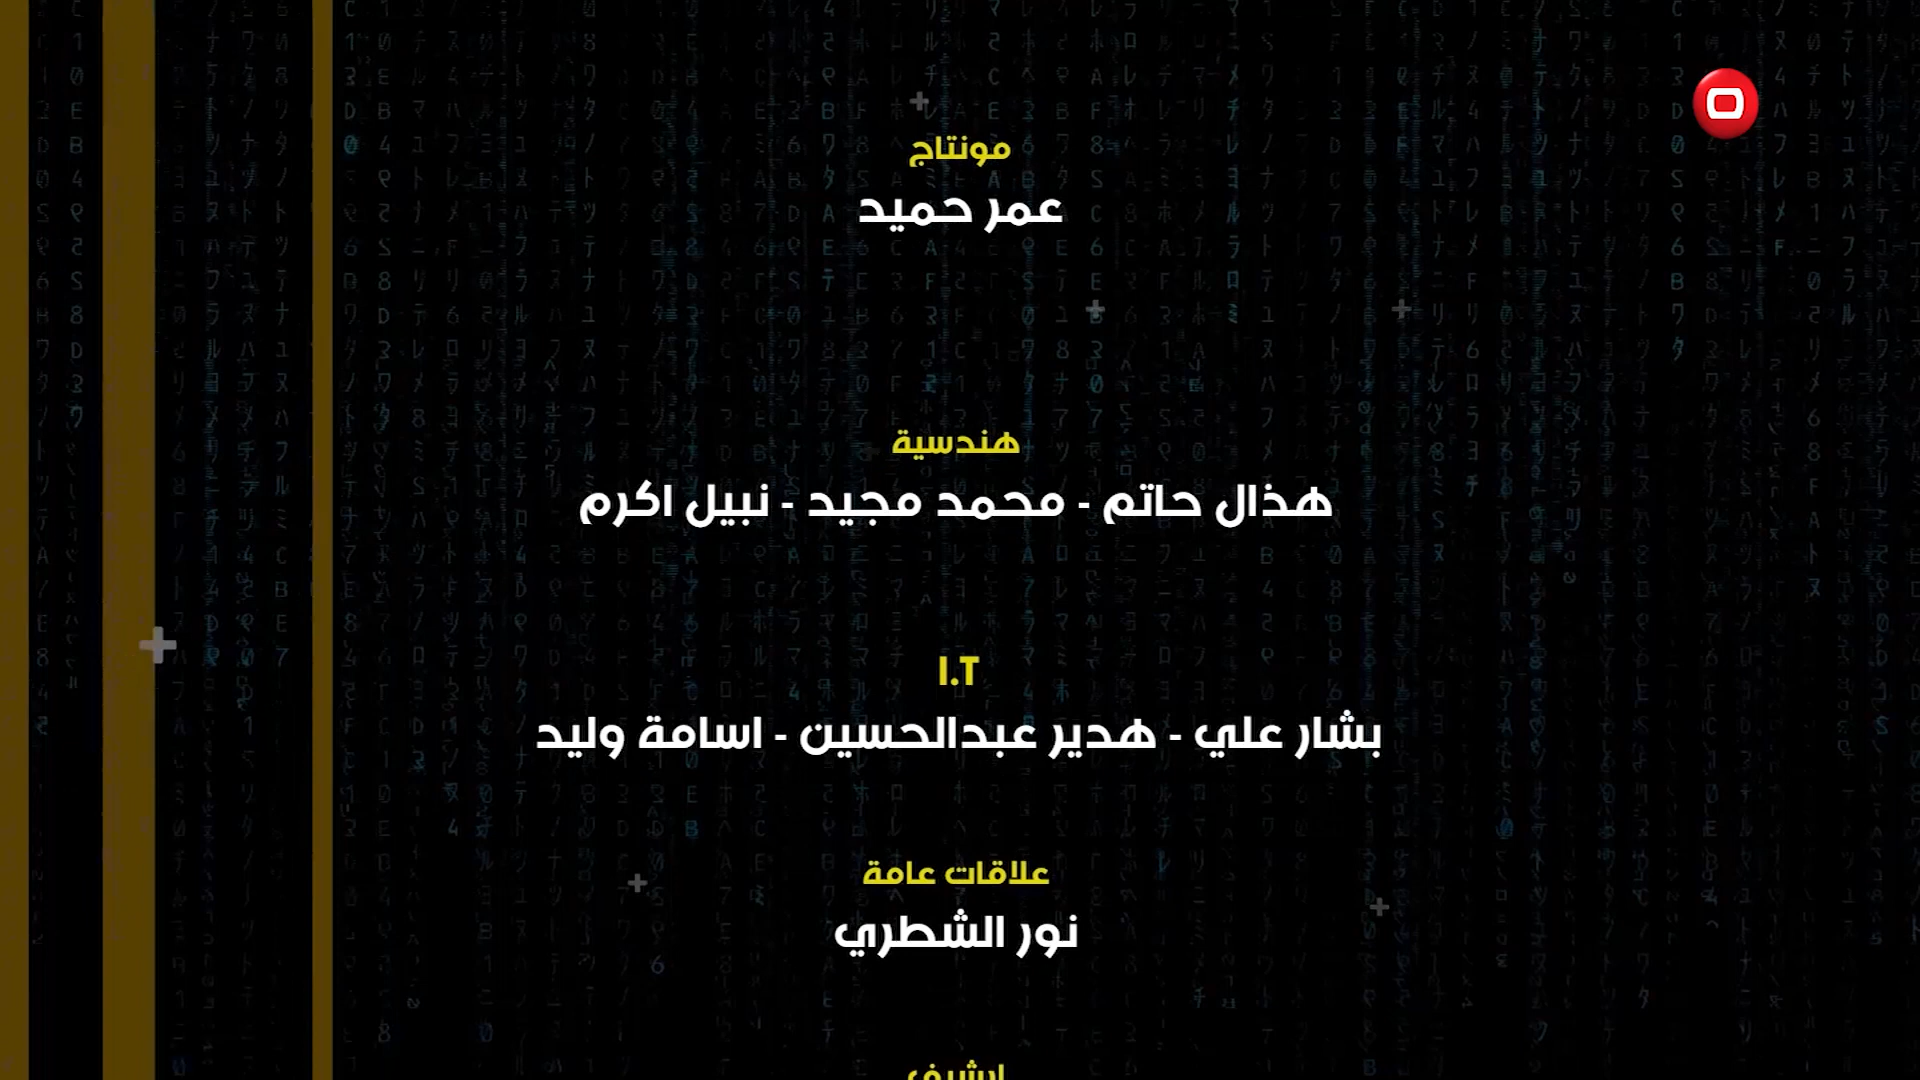 مونتاج
عمر حميد
هندسية
هذال حاتم - محمد مجيد - نبيل اكرم
I.T
بشار علي - هدير عبدالحسين - اسامة وليد
علاقات عامة
نور الشطري
ارشيف